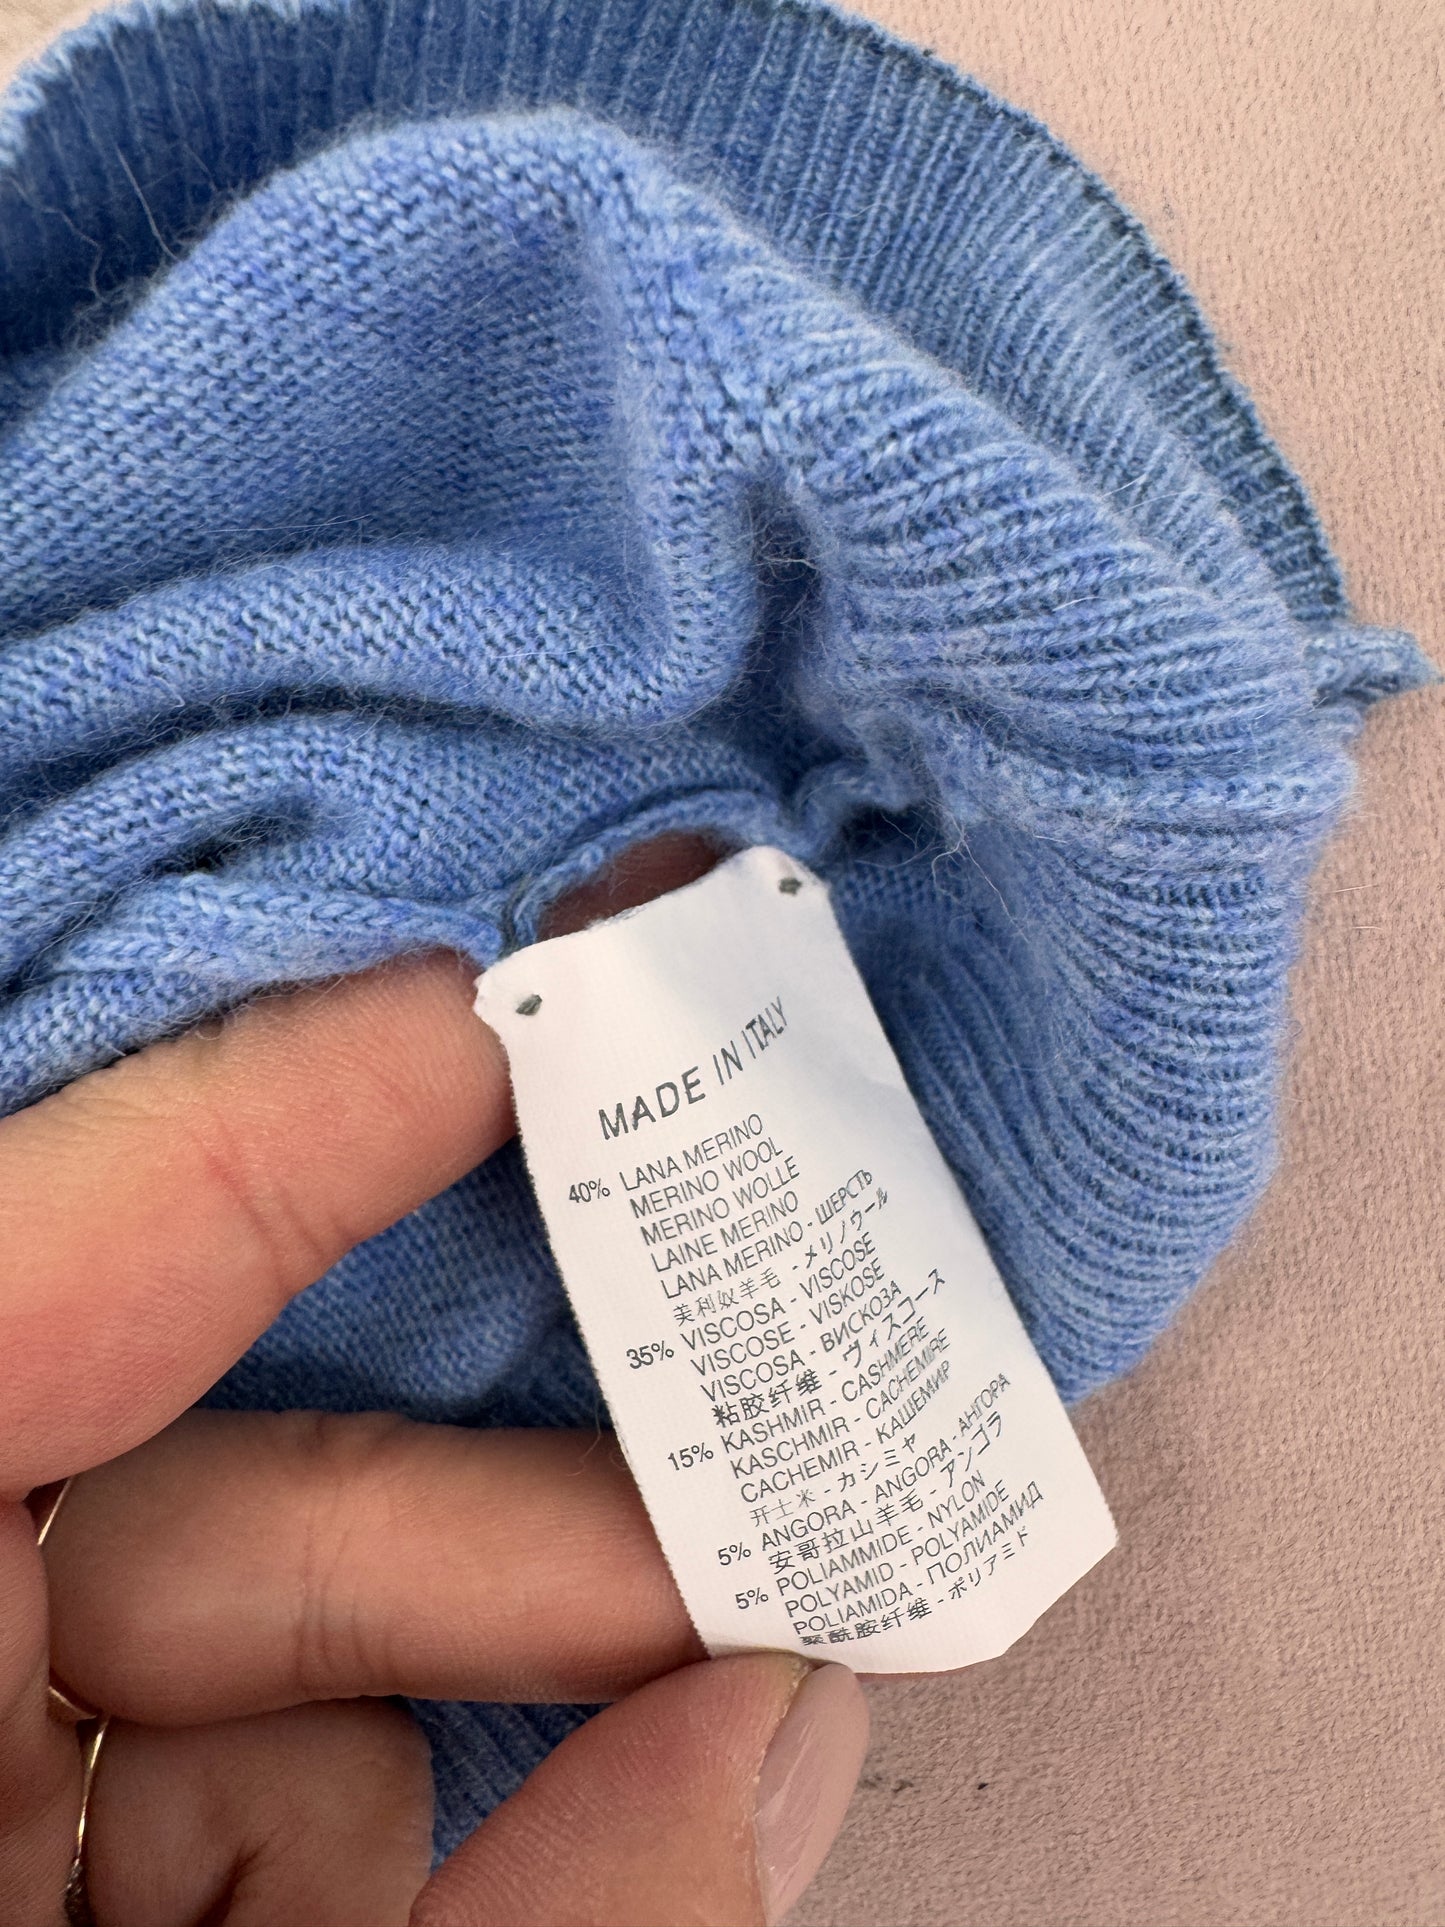 MADE IN ITALY
40% LANA MERINO
MERINO WOOL
MERINO WOLLE
LAINE MERINO
LANA MERINO - ШЕРСТЬ
美利奴羊毛 - メリノウール
35% VISCOSA - VISCOSE
VISCOSE - VISKOSE
VISCOSA - ВИСКОЗА
粘胶纤维 - ヴィスコース
15% KASHMIR - CASHMERE
KASCHMIR - CACHEMIRE
CACHEMIR - КАШЕМИР
开士米 - カシミヤ
5% ANGORA - ANGORA - АНГОРА
安哥拉山羊毛 - アンゴラ
5% POLIAMMIDE - NYLON
POLYAMID - POLYAMIDE
POLIAMIDA - ПОЛИАМИД
聚酰胺纤维 - ポリアミド